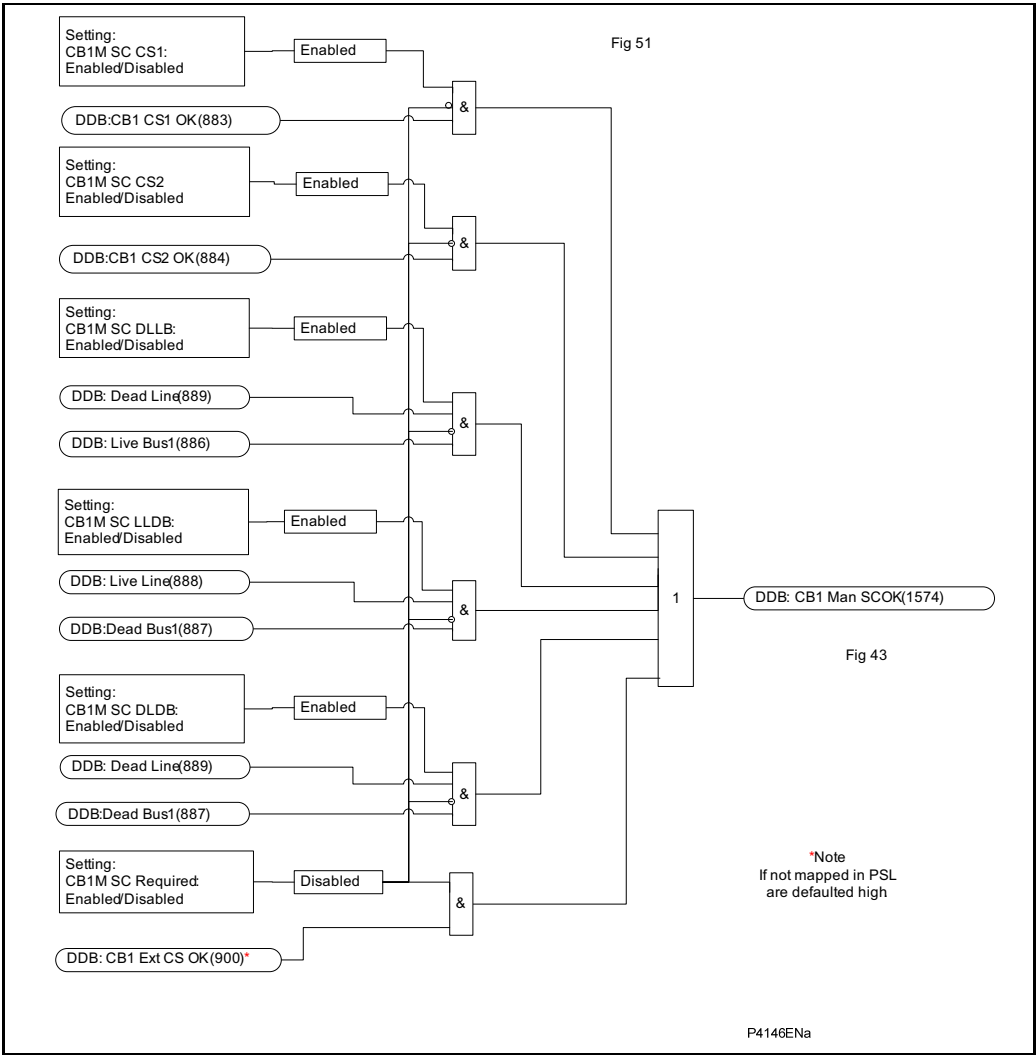 Fig 51
Setting:
CB1M SC CS1:
Enabled/Disabled
Enabled
&
DDB:CB1 CS1 OK(883)
Setting:
CB1M SC CS2
Enabled/Disabled
Enabled
&
DDB:CB1 CS2 OK(884)
Setting:
CB1M SC DLLB:
Enabled/Disabled
Enabled
DDB: Dead Line(889)
&
DDB: Live Bus1(886)
Setting:
CB1M SC LLDB:
Enabled/Disabled
Enabled
DDB: Live Line(888)
&
DDB:Dead Bus1(887)
1
DDB: CB1 Man SCOK(1574)
Fig 43
Setting:
CB1M SC DLDB:
Enabled/Disabled
Enabled
DDB: Dead Line(889)
&
DDB:Dead Bus1(887)
Setting:
CB1M SC Required:
Enabled/Disabled
Disabled
&
DDB: CB1 Ext CS OK(900)*
*Note
If not mapped in PSL
are defaulted high
P4146ENa